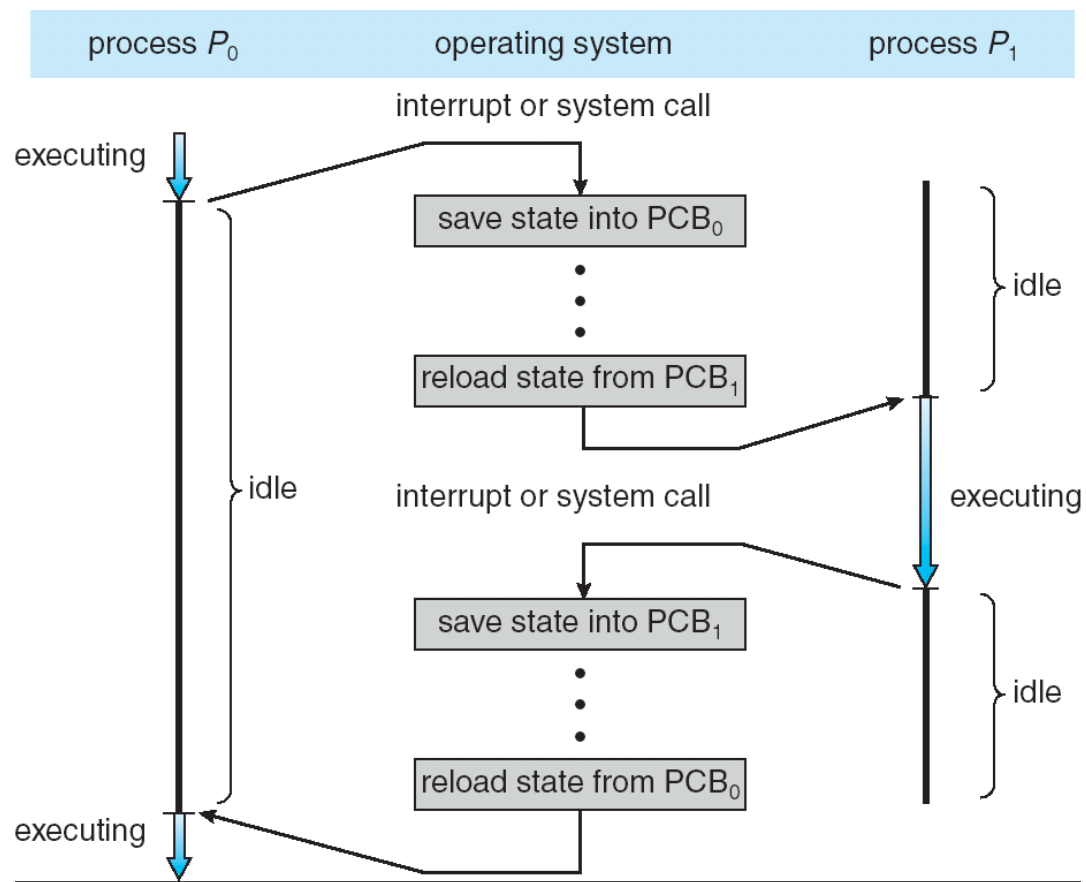 process P₀ operating system process P₁
interrupt or system call
executing
save state into PCB₀
idle
reload state from PCB₁
idle
interrupt or system call
executing
save state into PCB₁
idle
reload state from PCB₀
executing